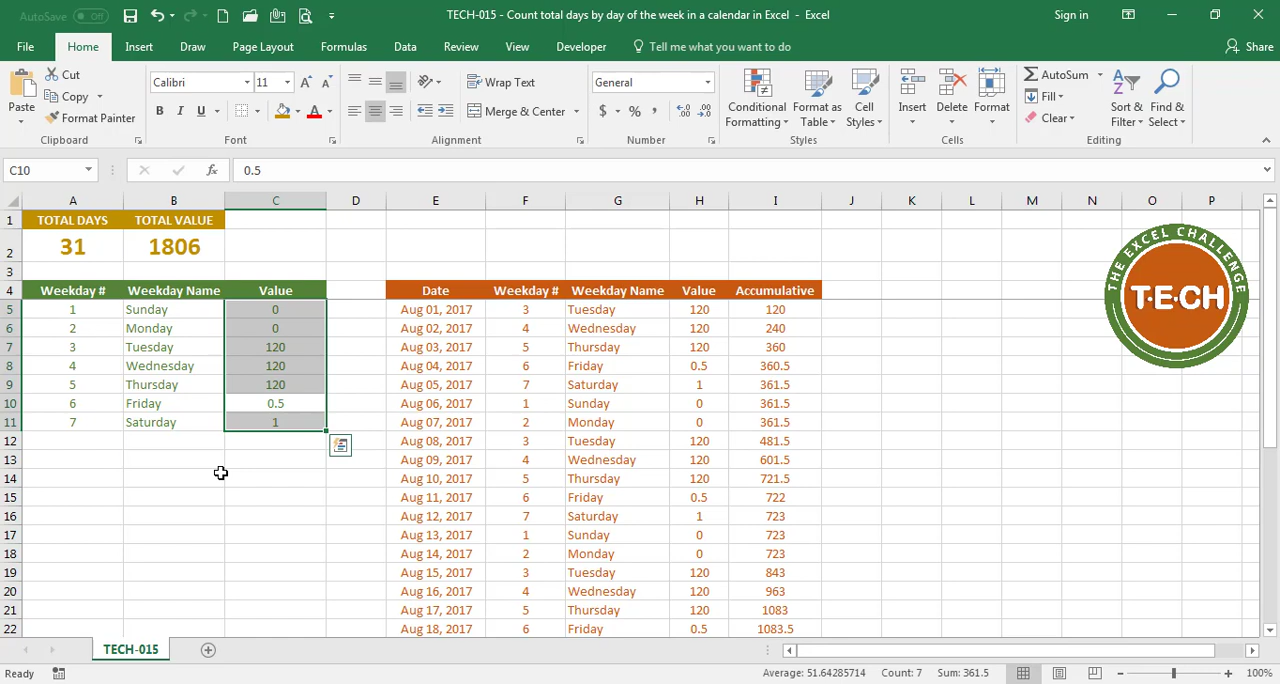 AutoSave Off TECH-015 - Count total days by day of the week in a calendar in Excel - Excel Sign in
File Home Insert Draw Page Layout Formulas Data Review View Developer Tell me what you want to do Share
Paste Cut Copy Format Painter Clipboard
Calibri 11 B I U A Font
Wrap Text Merge & Center Alignment
General $ % , Number
Conditional Formatting Format as Table Cell Styles Styles
Insert Delete Format Cells
AutoSum Fill Clear Sort & Filter Find & Select Editing
C10 fx 0.5
A B C D E F G H I J K L M N O P
1 TOTAL DAYS TOTAL VALUE
2 31 1806
3
4 Weekday # Weekday Name Value Date Weekday # Weekday Name Value Accumulative
5 1 Sunday 0 Aug 01, 2017 3 Tuesday 120 120
6 2 Monday 0 Aug 02, 2017 4 Wednesday 120 240
7 3 Tuesday 120 Aug 03, 2017 5 Thursday 120 360
8 4 Wednesday 120 Aug 04, 2017 6 Friday 0.5 360.5
9 5 Thursday 120 Aug 05, 2017 7 Saturday 1 361.5
10 6 Friday 0.5 Aug 06, 2017 1 Sunday 0 361.5
11 7 Saturday 1 Aug 07, 2017 2 Monday 0 361.5
12 Aug 08, 2017 3 Tuesday 120 481.5
13 Aug 09, 2017 4 Wednesday 120 601.5
14 Aug 10, 2017 5 Thursday 120 721.5
15 Aug 11, 2017 6 Friday 0.5 722
16 Aug 12, 2017 7 Saturday 1 723
17 Aug 13, 2017 1 Sunday 0 723
18 Aug 14, 2017 2 Monday 0 723
19 Aug 15, 2017 3 Tuesday 120 843
20 Aug 16, 2017 4 Wednesday 120 963
21 Aug 17, 2017 5 Thursday 120 1083
22 Aug 18, 2017 6 Friday 0.5 1083.5
THE EXCEL CHALLENGE
T·E·CH
TECH-015
Ready Average: 51.64285714 Count: 7 Sum: 361.5 100%